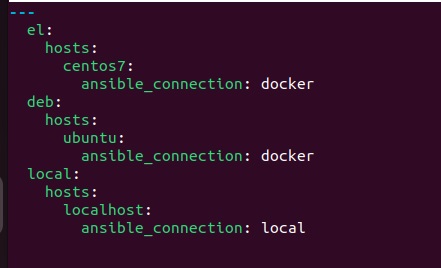 ---
  el:
    hosts:
      centos7:
        ansible_connection: docker
  deb:
    hosts:
      ubuntu:
        ansible_connection: docker
  local:
    hosts:
      localhost:
        ansible_connection: local